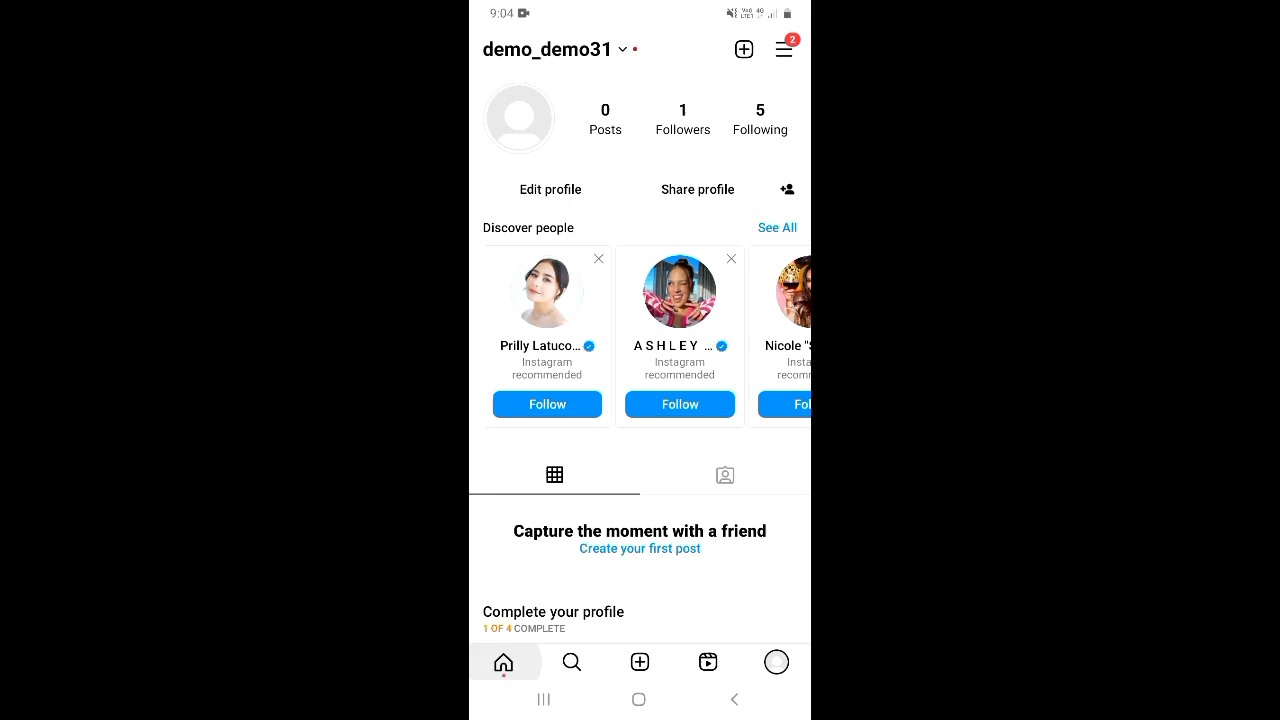 9:04
demo_demo31
2
0 1 5
Posts Followers Following
Edit profile Share profile
Discover people See All
Prilly Latuco... A S H L E Y ... Nicole "
Instagram Instagram
recommended recommended
Follow Follow
Capture the moment with a friend
Create your first post
Complete your profile
1 OF 4 COMPLETE